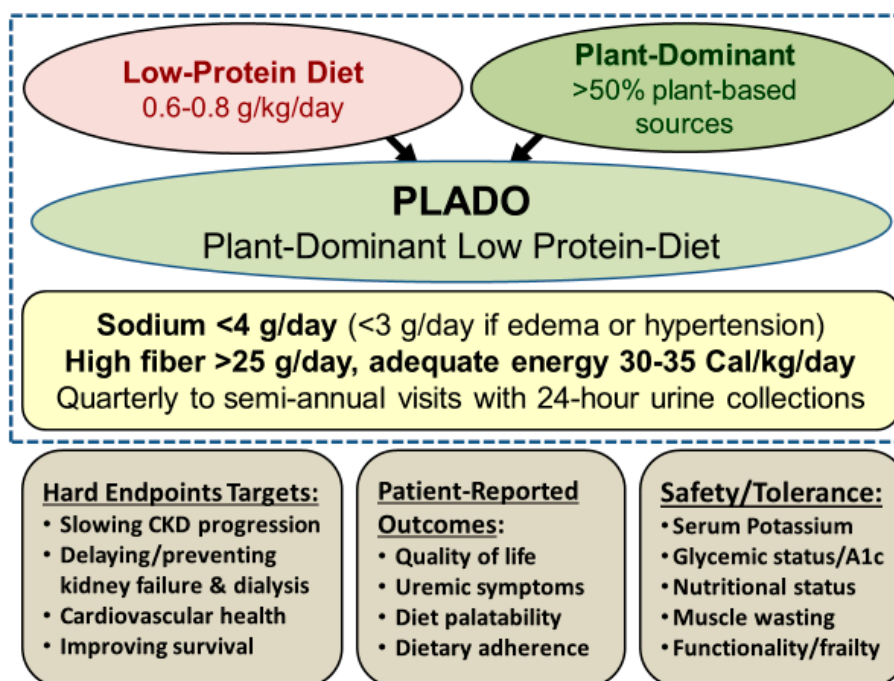 Low-Protein Diet
0.6-0.8 g/kg/day
Plant-Dominant
>50% plant-based
sources
PLADO
Plant-Dominant Low Protein-Diet
Sodium <4 g/day (<3 g/day if edema or hypertension)
High fiber >25 g/day, adequate energy 30-35 Cal/kg/day
Quarterly to semi-annual visits with 24-hour urine collections
Hard Endpoints Targets:
• Slowing CKD progression
• Delaying/preventing
kidney failure & dialysis
• Cardiovascular health
• Improving survival
Patient-Reported
Outcomes:
• Quality of life
• Uremic symptoms
• Diet palatability
• Dietary adherence
Safety/Tolerance:
• Serum Potassium
• Glycemic status/A1c
• Nutritional status
• Muscle wasting
• Functionality/frailty